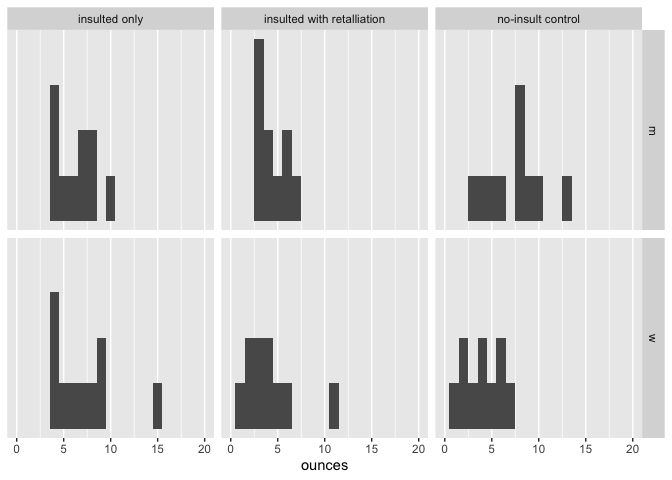 insulted only insulted with retalliation no-insult control
m
w
0 5 10 15 20 0 5 10 15 20 0 5 10 15 20
ounces